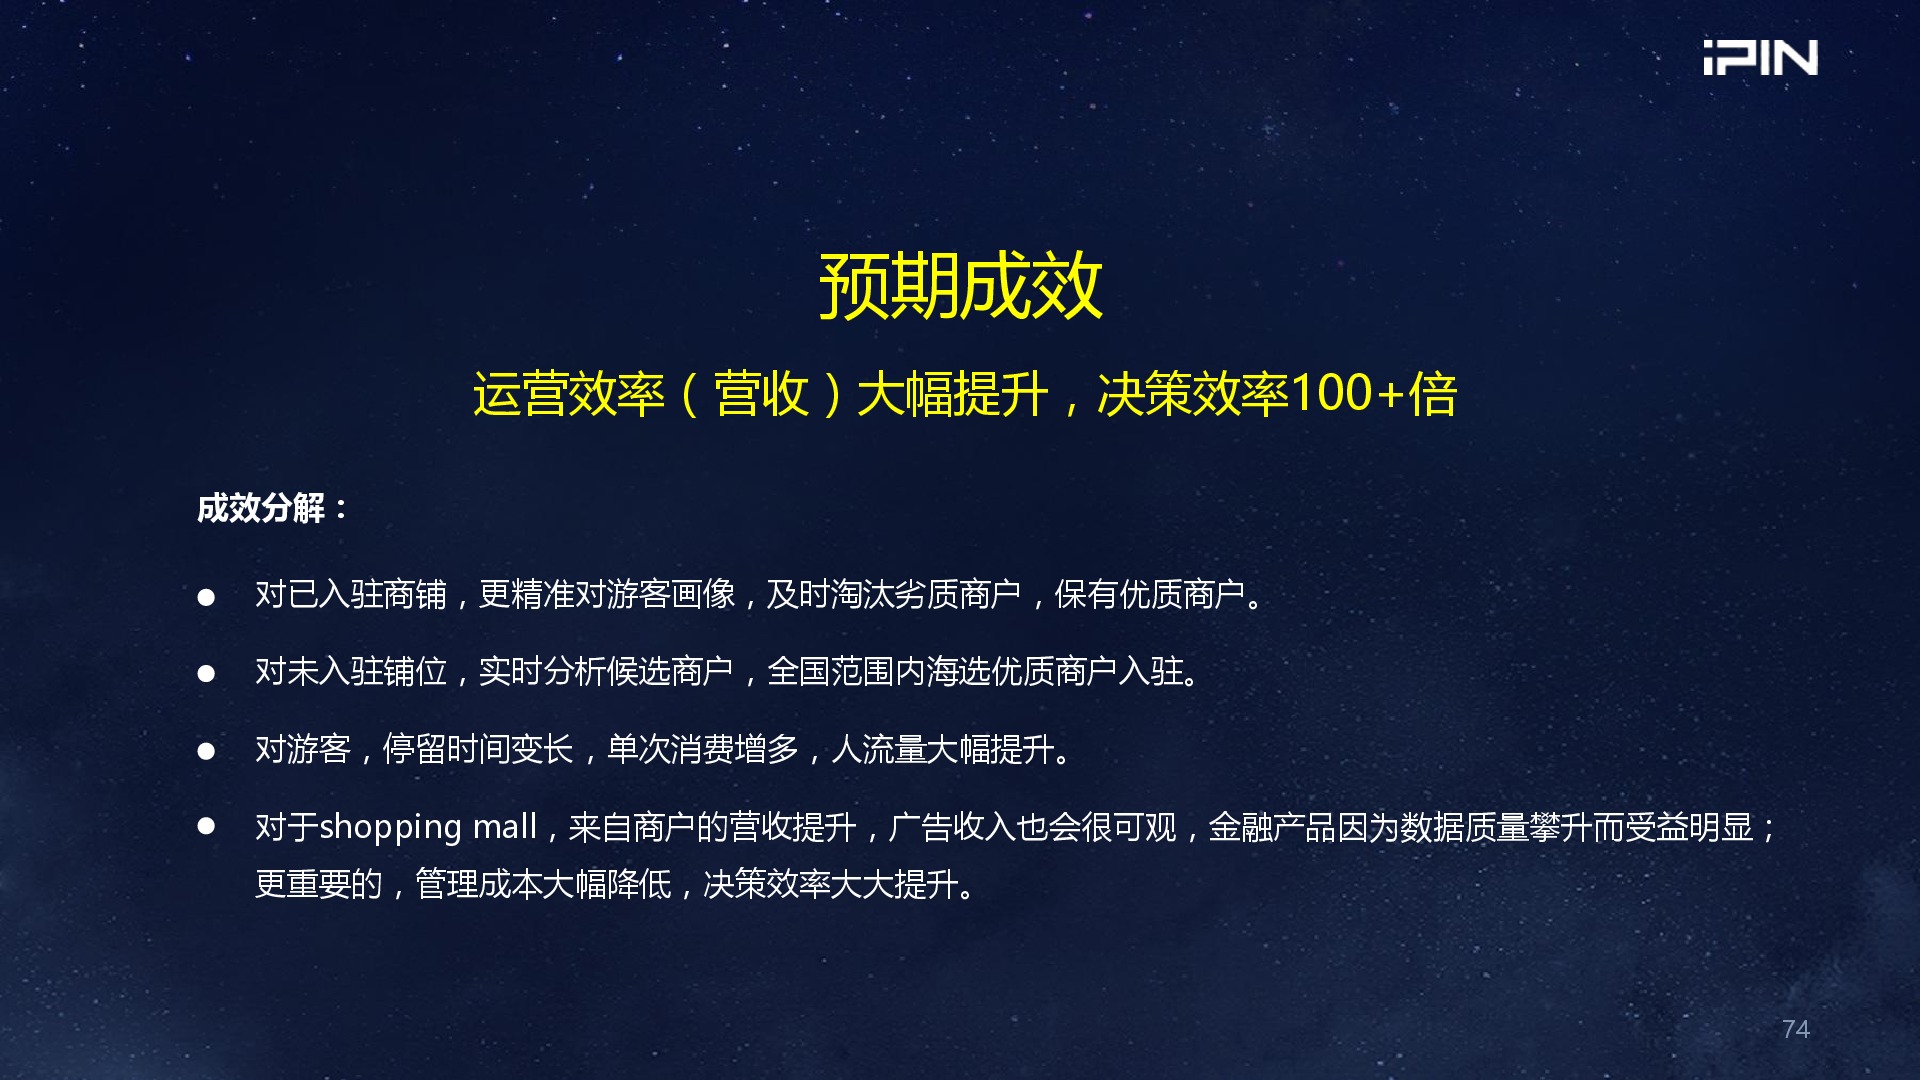 iPIN
预期成效
运营效率（营收）大幅提升，决策效率100+倍
成效分解：
● 对已入驻商铺，更精准对游客画像，及时淘汰劣质商户，保有优质商户。
● 对未入驻铺位，实时分析候选商户，全国范围内海选优质商户入驻。
● 对游客，停留时间变长，单次消费增多，人流量大幅提升。
● 对于shopping mall，来自商户的营收提升，广告收入也会很可观，金融产品因为数据质量攀升而受益明显；
更重要的，管理成本大幅降低，决策效率大大提升。
74